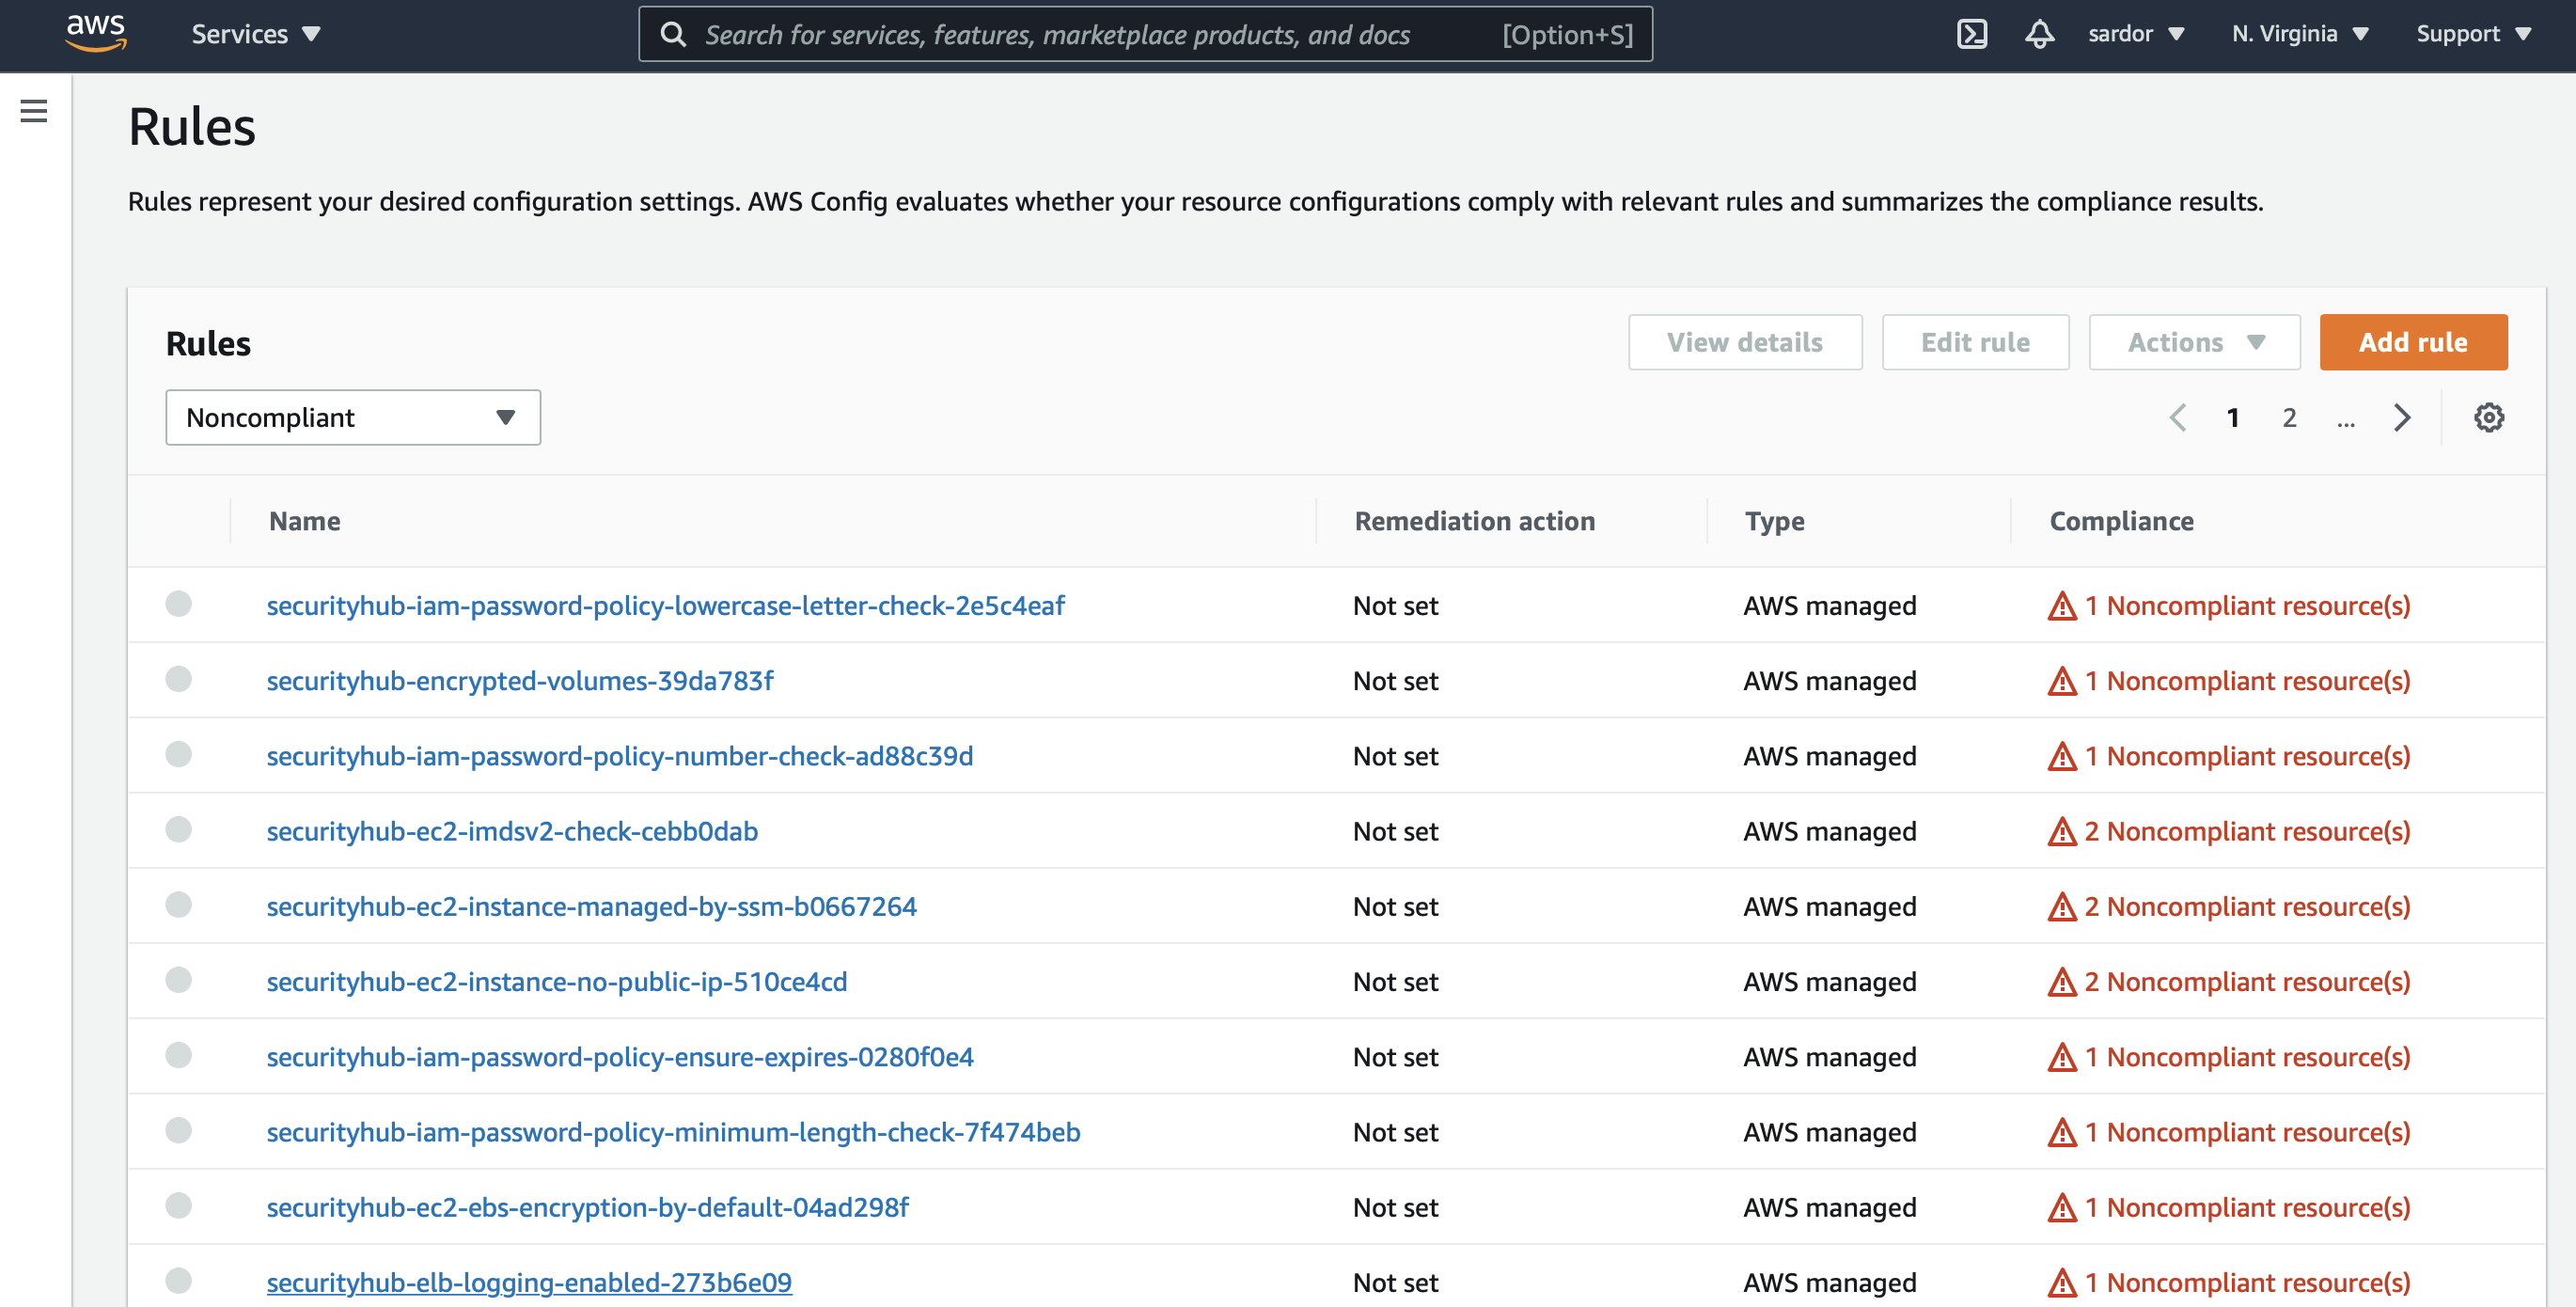 aws Services Search for services, features, marketplace products, and docs [Option+S] sardor N. Virginia Support
Rules
Rules represent your desired configuration settings. AWS Config evaluates whether your resource configurations comply with relevant rules and summarizes the compliance results.
Rules View details Edit rule Actions Add rule
Noncompliant 1 2 ...
Name Remediation action Type Compliance
securityhub-iam-password-policy-lowercase-letter-check-2e5c4eaf Not set AWS managed 1 Noncompliant resource(s)
securityhub-encrypted-volumes-39da783f Not set AWS managed 1 Noncompliant resource(s)
securityhub-iam-password-policy-number-check-ad88c39d Not set AWS managed 1 Noncompliant resource(s)
securityhub-ec2-imdsv2-check-cebb0dab Not set AWS managed 2 Noncompliant resource(s)
securityhub-ec2-instance-managed-by-ssm-b0667264 Not set AWS managed 2 Noncompliant resource(s)
securityhub-ec2-instance-no-public-ip-510ce4cd Not set AWS managed 2 Noncompliant resource(s)
securityhub-iam-password-policy-ensure-expires-0280f0e4 Not set AWS managed 1 Noncompliant resource(s)
securityhub-iam-password-policy-minimum-length-check-7f474beb Not set AWS managed 1 Noncompliant resource(s)
securityhub-ec2-ebs-encryption-by-default-04ad298f Not set AWS managed 1 Noncompliant resource(s)
securityhub-elb-logging-enabled-273b6e09 Not set AWS managed 1 Noncompliant resource(s)